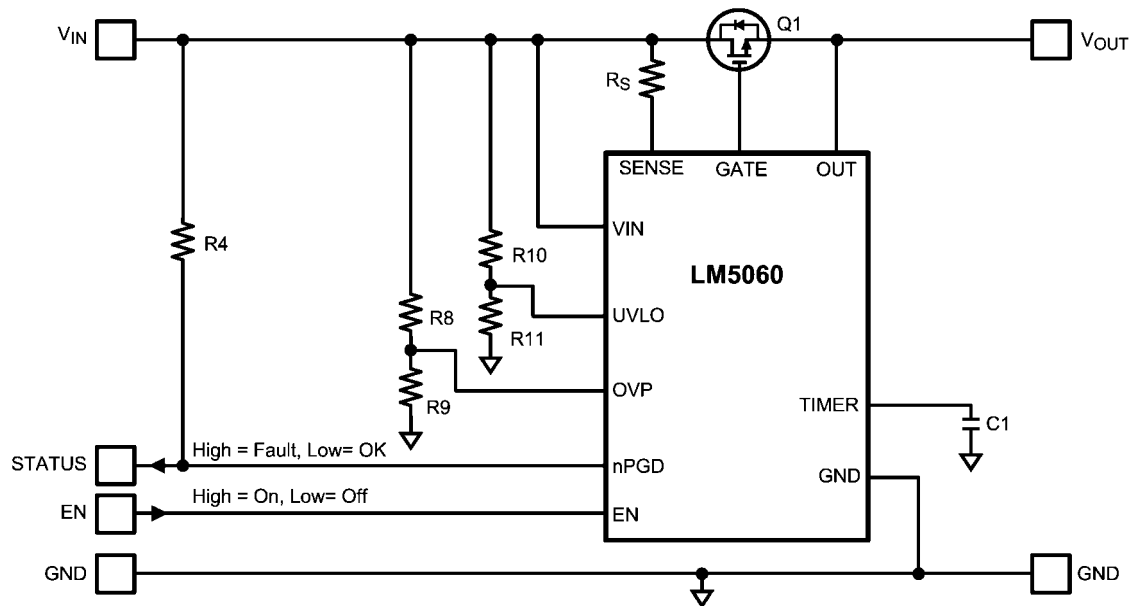 VIN
Q1
VOUT
RS
SENSE
GATE
OUT
VIN
R4
R10
LM5060
UVLO
R8
R11
OVP
R9
TIMER
C1
High = Fault, Low= OK
STATUS
nPGD
GND
High = On, Low= Off
EN
EN
GND
GND